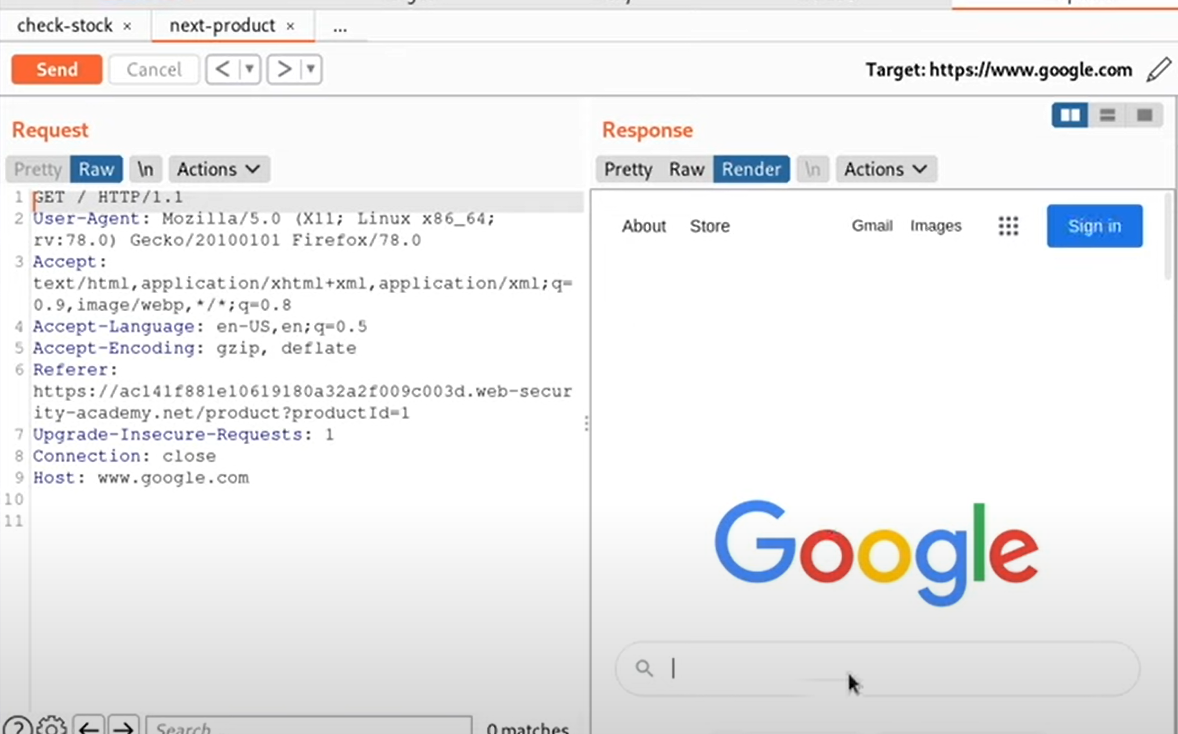 check-stock × next-product × ...
Send Cancel < > Target: https://www.google.com
Request
Pretty Raw \n Actions
1 GET / HTTP/1.1
2 User-Agent: Mozilla/5.0 (X11; Linux x86_64;
rv:78.0) Gecko/20100101 Firefox/78.0
3 Accept:
text/html,application/xhtml+xml,application/xml;q=
0.9,image/webp,*/*;q=0.8
4 Accept-Language: en-US,en;q=0.5
5 Accept-Encoding: gzip, deflate
6 Referer:
https://ac141f881e10619180a32a2f009c003d.web-secur
ity-academy.net/product?productId=1
7 Upgrade-Insecure-Requests: 1
8 Connection: close
9 Host: www.google.com
10
11
Search 0 matches
Response
Pretty Raw Render \n Actions
About Store Gmail Images Sign in
Google